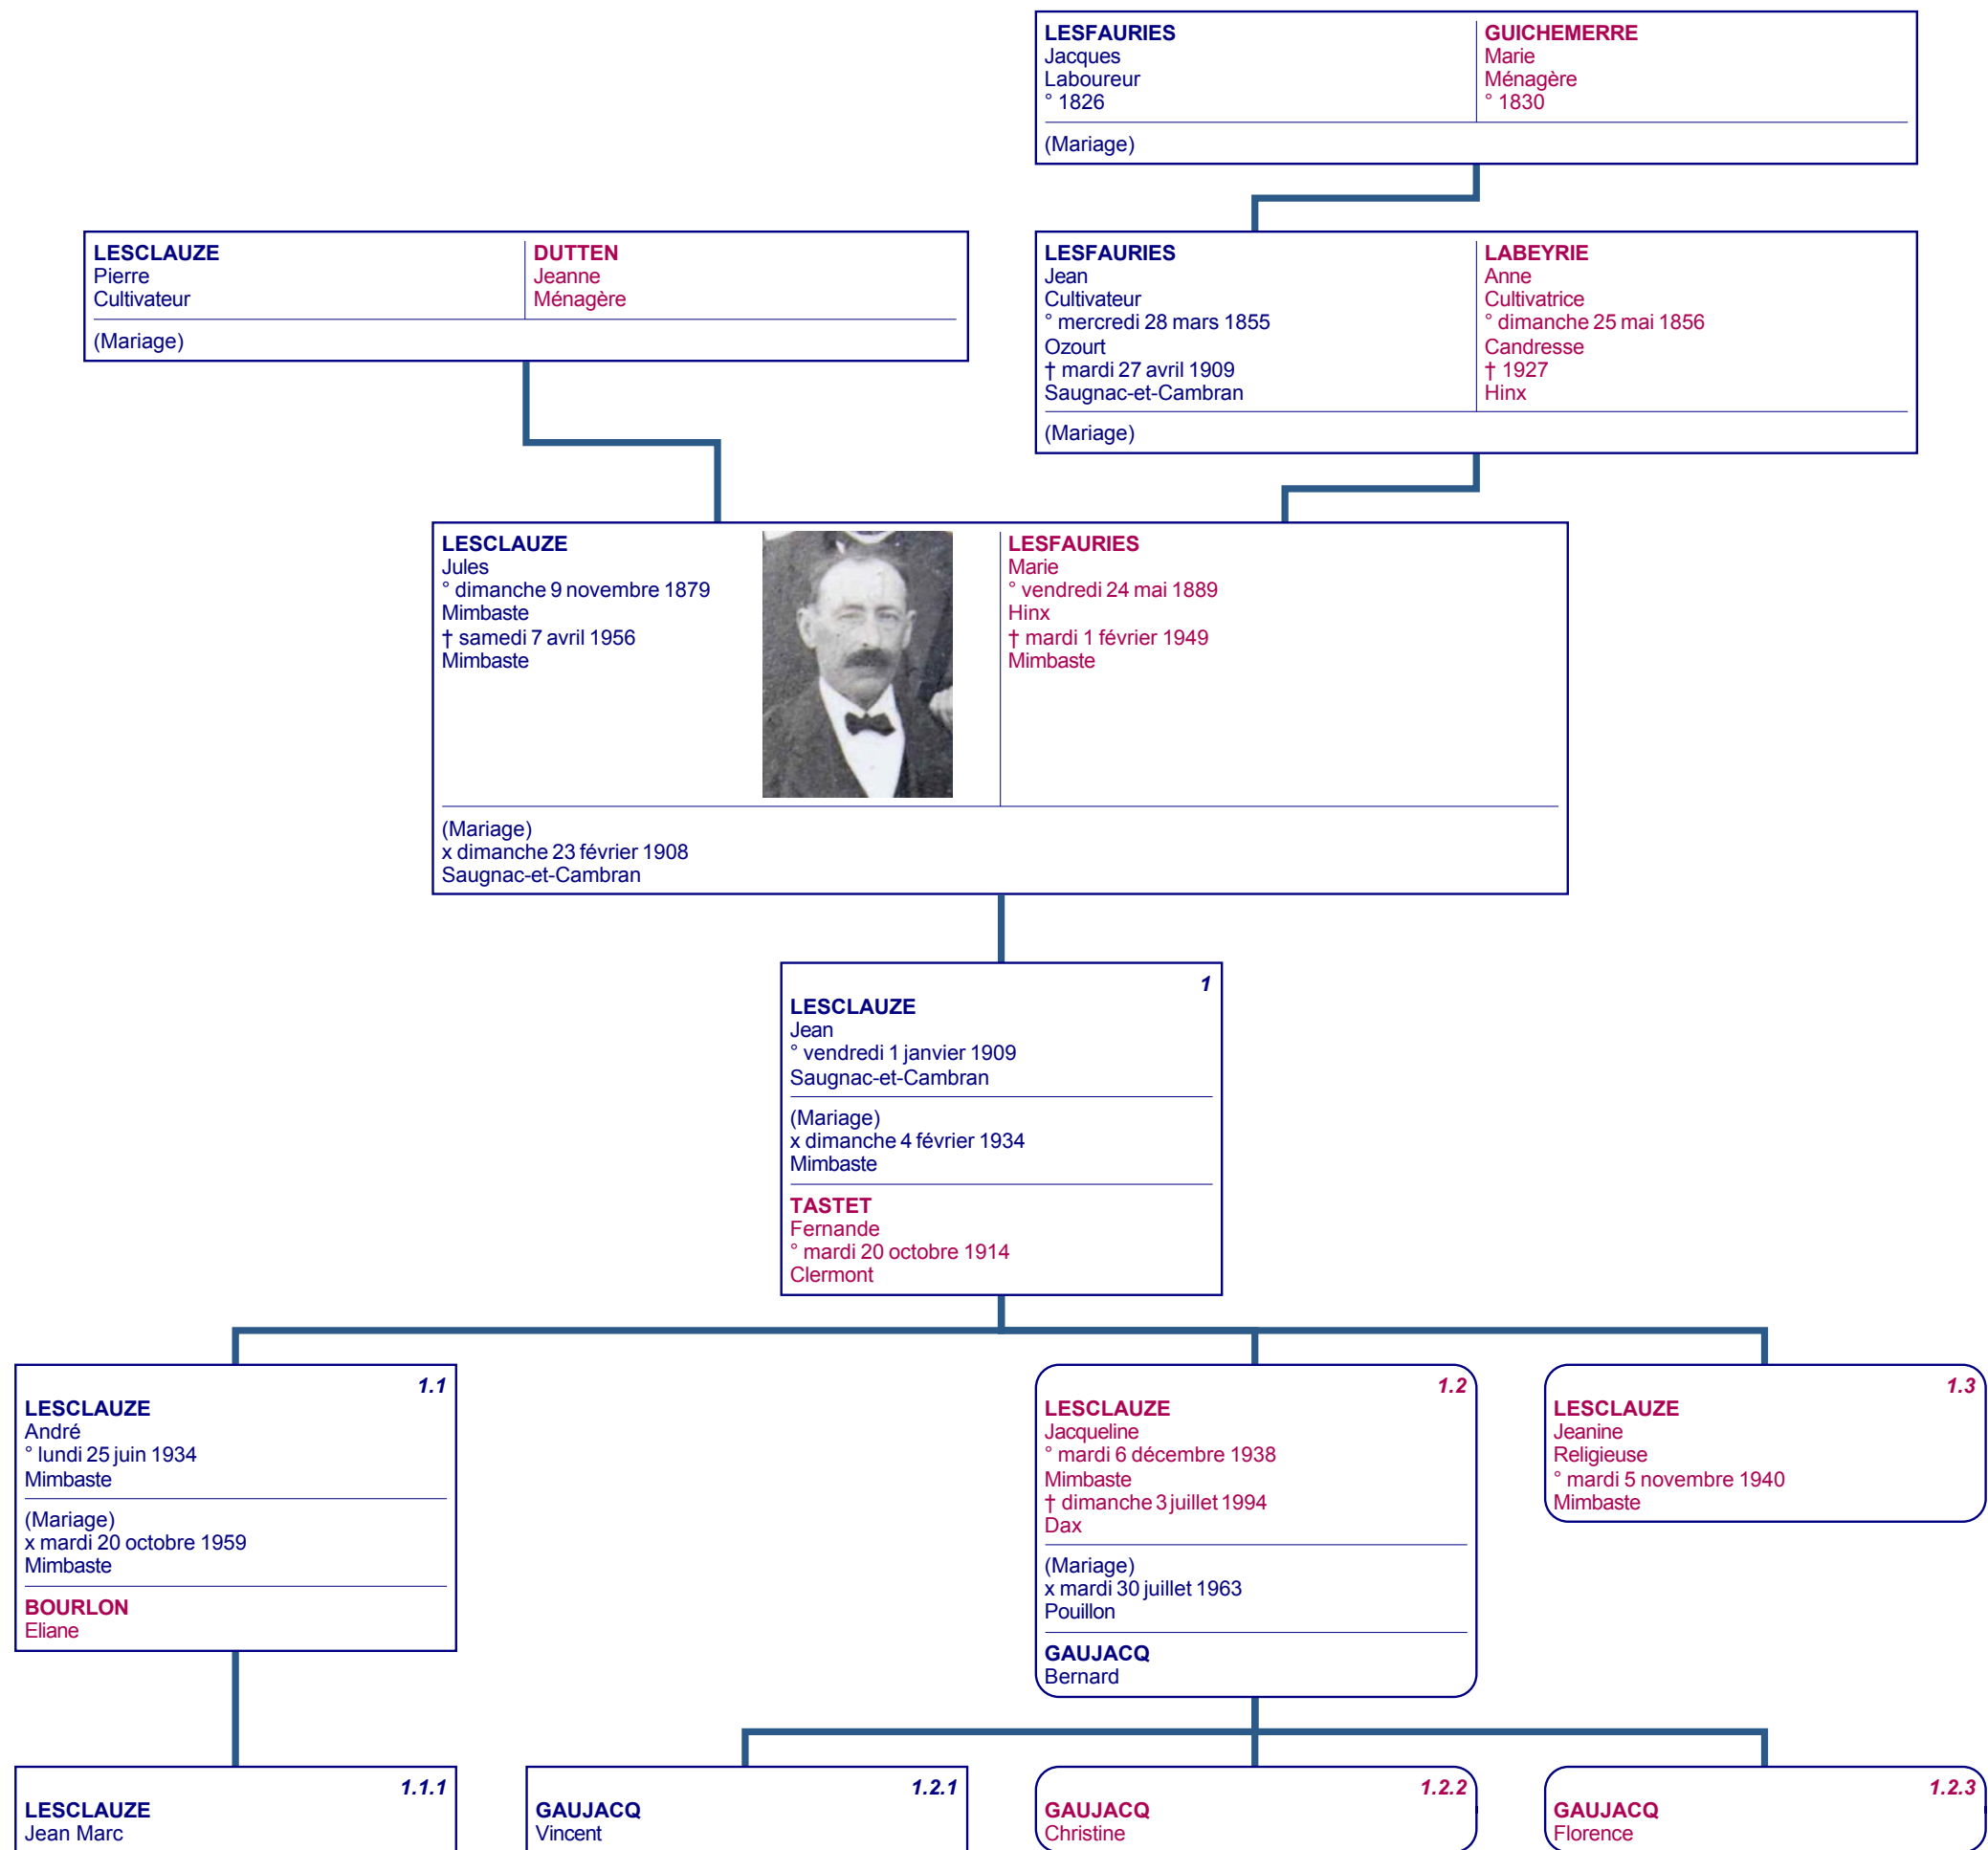 LESFAURIES
Jacques
Laboureur
° 1826
GUICHEMERRE
Marie
Ménagère
° 1830
(Mariage)
LESCLAUZE
Pierre
Cultivateur
DUTTEN
Jeanne
Ménagère
(Mariage)
LESFAURIES
Jean
Cultivateur
° mercredi 28 mars 1855
Ozourt
† mardi 27 avril 1909
Saugnac-et-Cambran
LABEYRIE
Anne
Cultivatrice
° dimanche 25 mai 1856
Candresse
† 1927
Hinx
(Mariage)
LESCLAUZE
Jules
° dimanche 9 novembre 1879
Mimbaste
† samedi 7 avril 1956
Mimbaste
LESFAURIES
Marie
° vendredi 24 mai 1889
Hinx
† mardi 1 février 1949
Mimbaste
(Mariage)
x dimanche 23 février 1908
Saugnac-et-Cambran
1
LESCLAUZE
Jean
° vendredi 1 janvier 1909
Saugnac-et-Cambran
(Mariage)
x dimanche 4 février 1934
Mimbaste
TASTET
Fernande
° mardi 20 octobre 1914
Clermont
1.1
LESCLAUZE
André
° lundi 25 juin 1934
Mimbaste
(Mariage)
x mardi 20 octobre 1959
Mimbaste
BOURLON
Eliane
1.2
LESCLAUZE
Jacqueline
° mardi 6 décembre 1938
Mimbaste
† dimanche 3 juillet 1994
Dax
(Mariage)
x mardi 30 juillet 1963
Pouillon
GAUJACQ
Bernard
1.3
LESCLAUZE
Jeanine
Religieuse
° mardi 5 novembre 1940
Mimbaste
1.1.1
LESCLAUZE
Jean Marc
1.2.1
GAUJACQ
Vincent
1.2.2
GAUJACQ
Christine
1.2.3
GAUJACQ
Florence